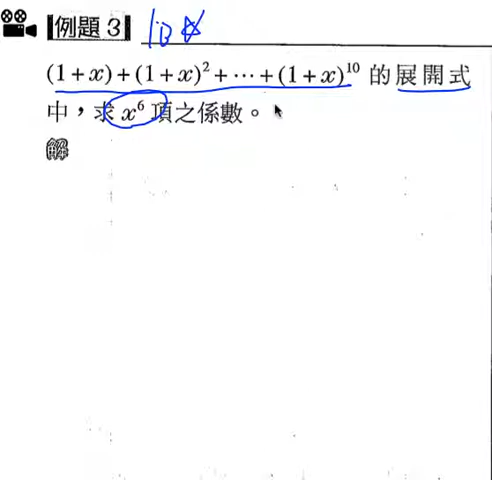 例題 3
(1+x)+(1+x)²+⋯+(1+x)¹⁰ 的展開式
中，求 x⁶ 項之係數。
解